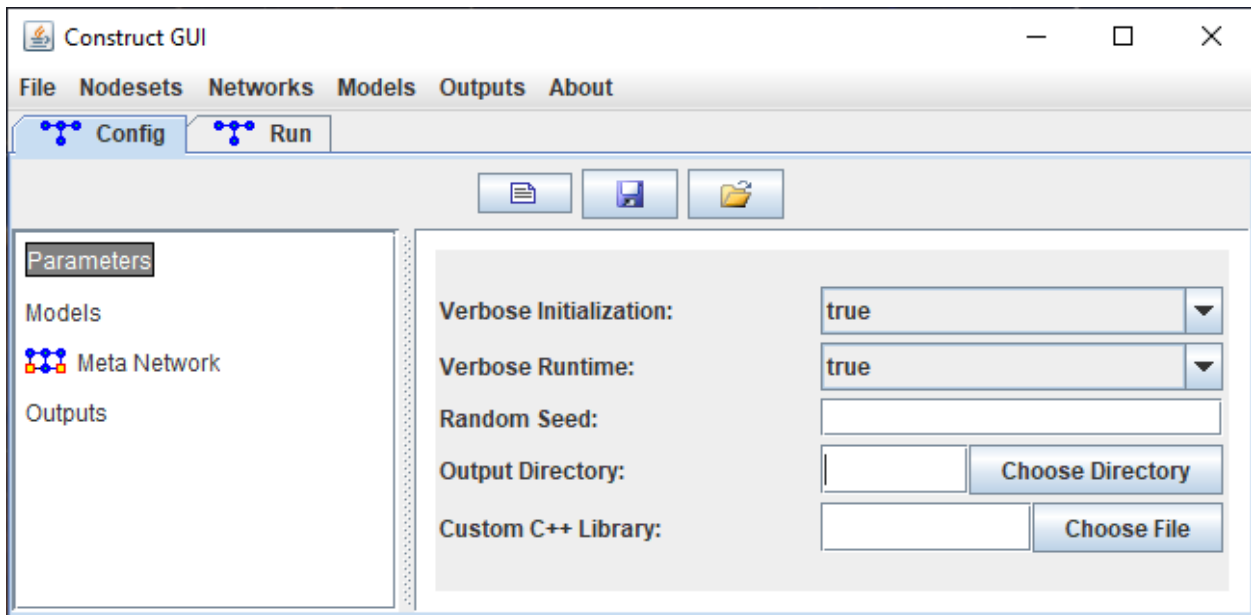 Construct GUI
File Nodesets Networks Models Outputs About
Config Run
Parameters
Models
Meta Network
Outputs
Verbose Initialization: true
Verbose Runtime: true
Random Seed:
Output Directory: Choose Directory
Custom C++ Library: Choose File